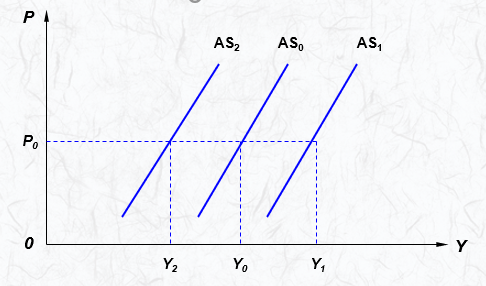 P
AS₂ AS₀ AS₁
P₀
0
Y
Y₂ Y₀ Y₁